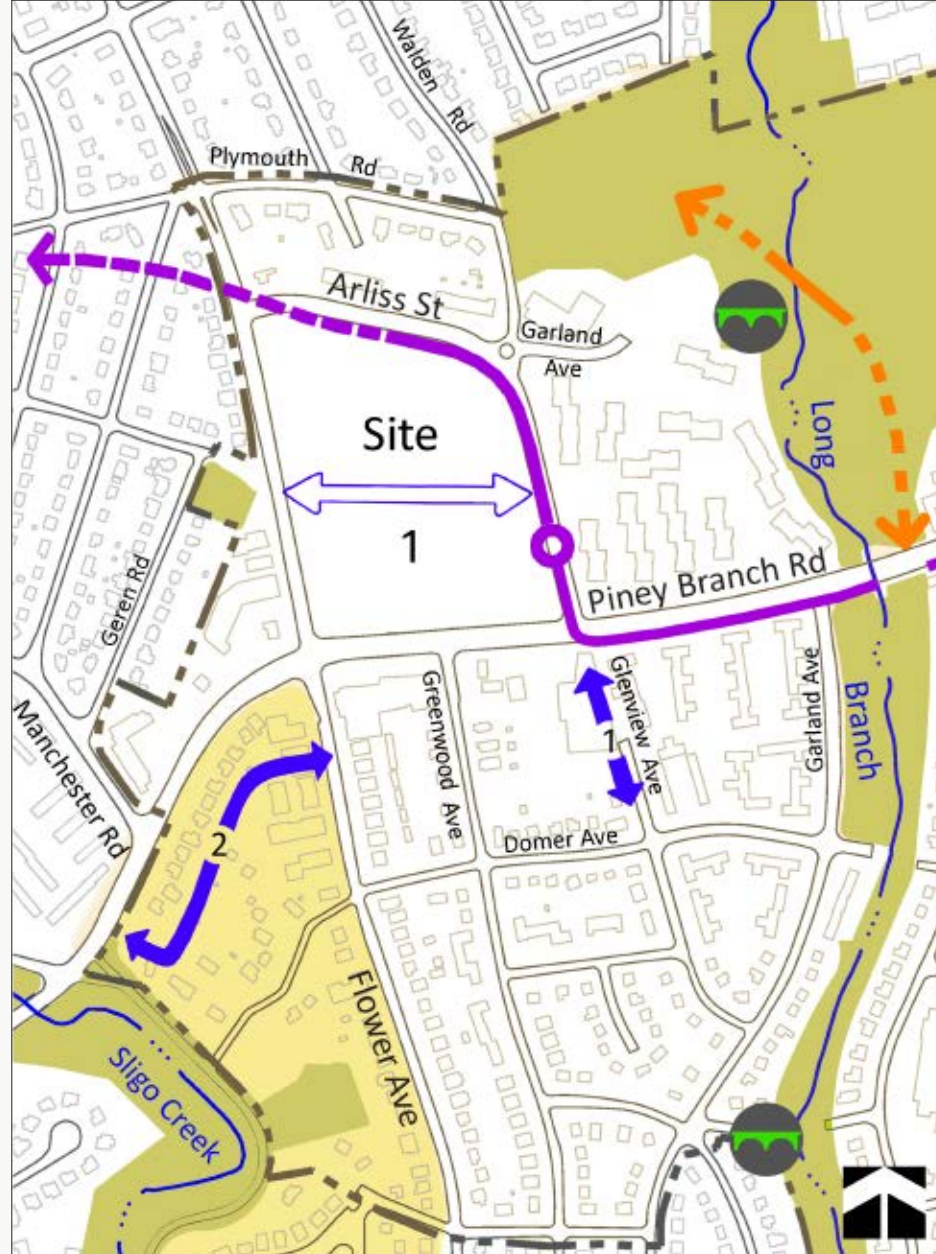 Walden Rd
Plymouth Rd
Arliss St
Garland
Ave
Site
1
Long
Branch
Geren Rd
Piney Branch Rd
Manchester Rd
Greenwood Ave
Glenview Ave
1
Garland Ave
2
Domer Ave
Flower Ave
Sligo Creek